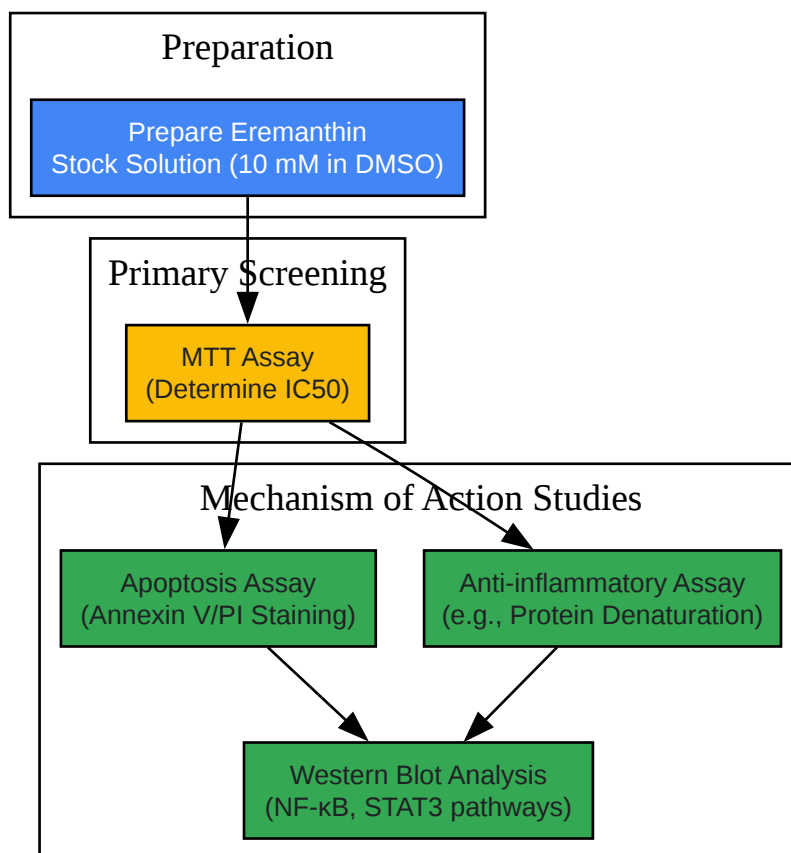 Preparation
Prepare Eremanthin
Stock Solution (10 mM in DMSO)
Primary Screening
MTT Assay
(Determine IC50)
Mechanism of Action Studies
Apoptosis Assay
(Annexin V/PI Staining)
Anti-inflammatory Assay
(e.g., Protein Denaturation)
Western Blot Analysis
(NF-κB, STAT3 pathways)